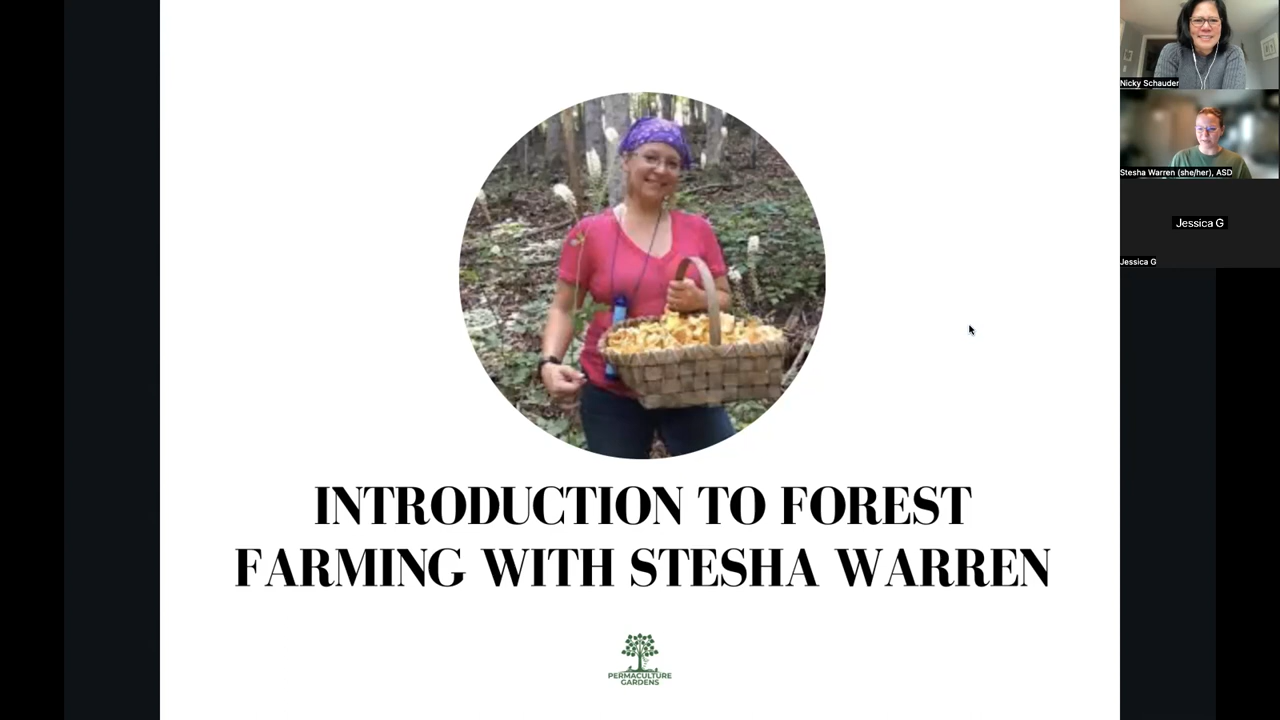 INTRODUCTION TO FOREST
FARMING WITH STESHA WARREN
PERMACULTURE
GARDENS
Nicky Schauder
Stesha Warren (she/her), ASD
Jessica G
Jessica G